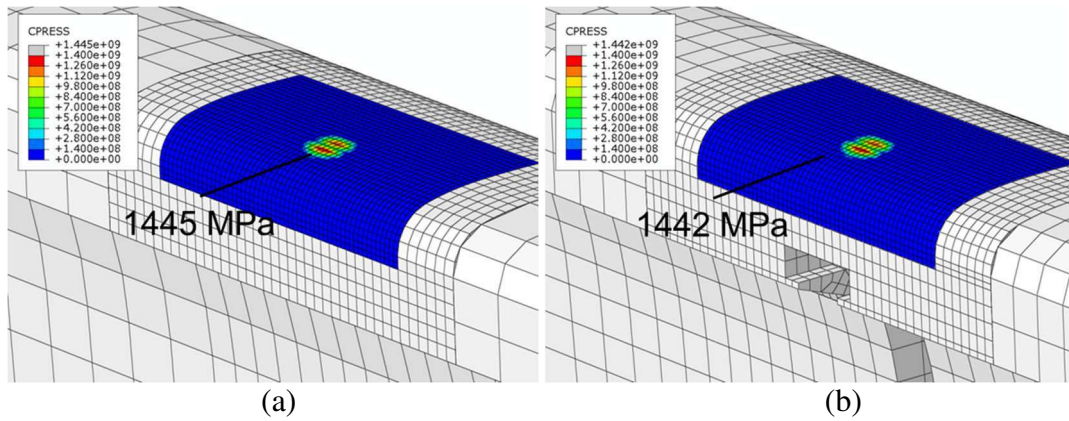 CPRESS
+1.445e+09
+1.400e+09
+1.260e+09
+1.120e+09
+9.800e+08
+8.400e+08
+7.000e+08
+5.600e+08
+4.200e+08
+2.800e+08
+1.400e+08
+0.000e+00
1445 MPa
(a)
CPRESS
+1.442e+09
+1.400e+09
+1.260e+09
+1.120e+09
+9.800e+08
+8.400e+08
+7.000e+08
+5.600e+08
+4.200e+08
+2.800e+08
+1.400e+08
+0.000e+00
1442 MPa
(b)